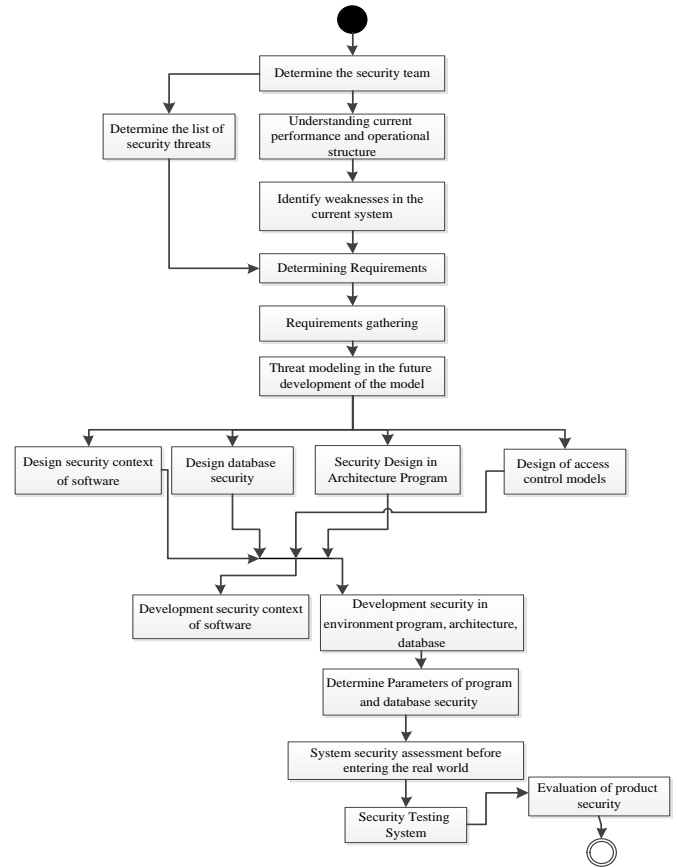 Determine the security team
Determine the list of
security threats
Understanding current
performance and operational
structure
Identify weaknesses in the
current system
Determining Requirements
Requirements gathering
Threat modeling in the future
development of the model
Design security context
of software
Design database
security
Security Design in
Architecture Program
Design of access
control models
Development security context
of software
Development security in
environment program, architecture,
database
Determine Parameters of program
and database security
System security assessment before
entering the real world
Security Testing
System
Evaluation of product
security